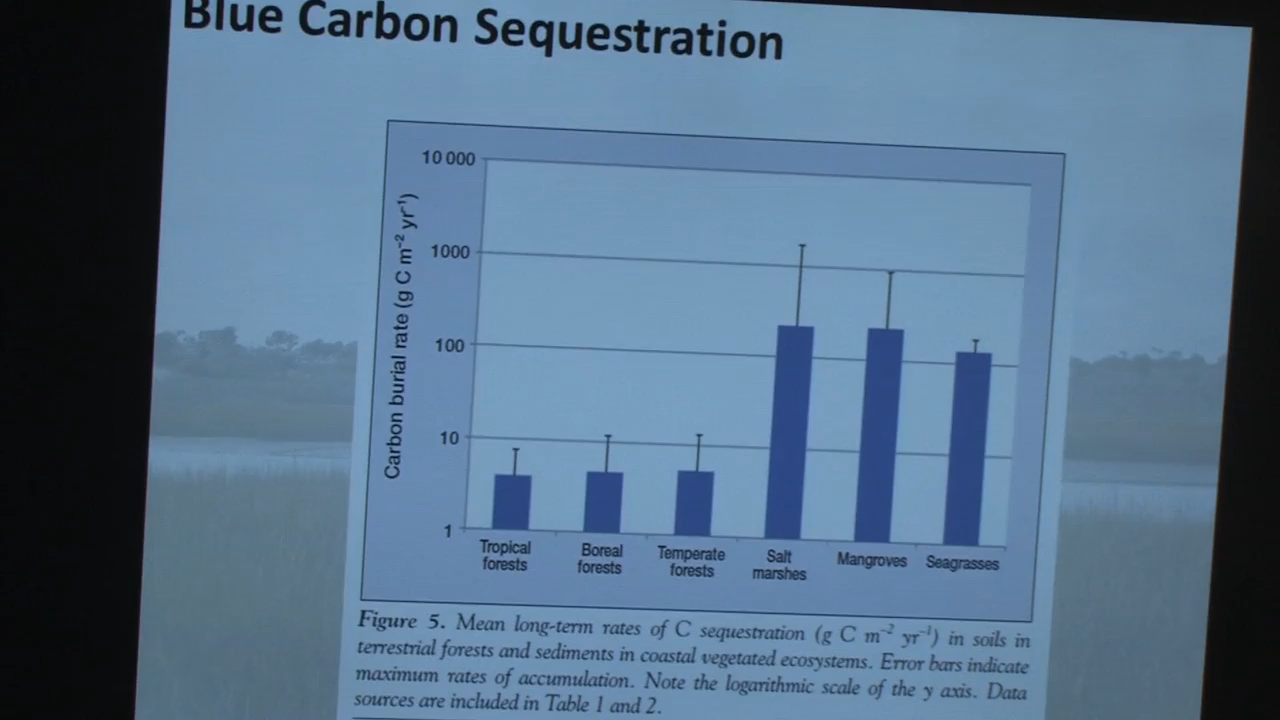 Blue Carbon Sequestration
10 000
1000
100
10
1
Carbon burial rate (g C m⁻² yr⁻¹)
Tropical
forests
Boreal
forests
Temperate
forests
Salt
marshes
Mangroves
Seagrasses
Figure 5. Mean long-term rates of C sequestration (g C m⁻² yr⁻¹) in soils in
terrestrial forests and sediments in coastal vegetated ecosystems. Error bars indicate
maximum rates of accumulation. Note the logarithmic scale of the y axis. Data
sources are included in Table 1 and 2.